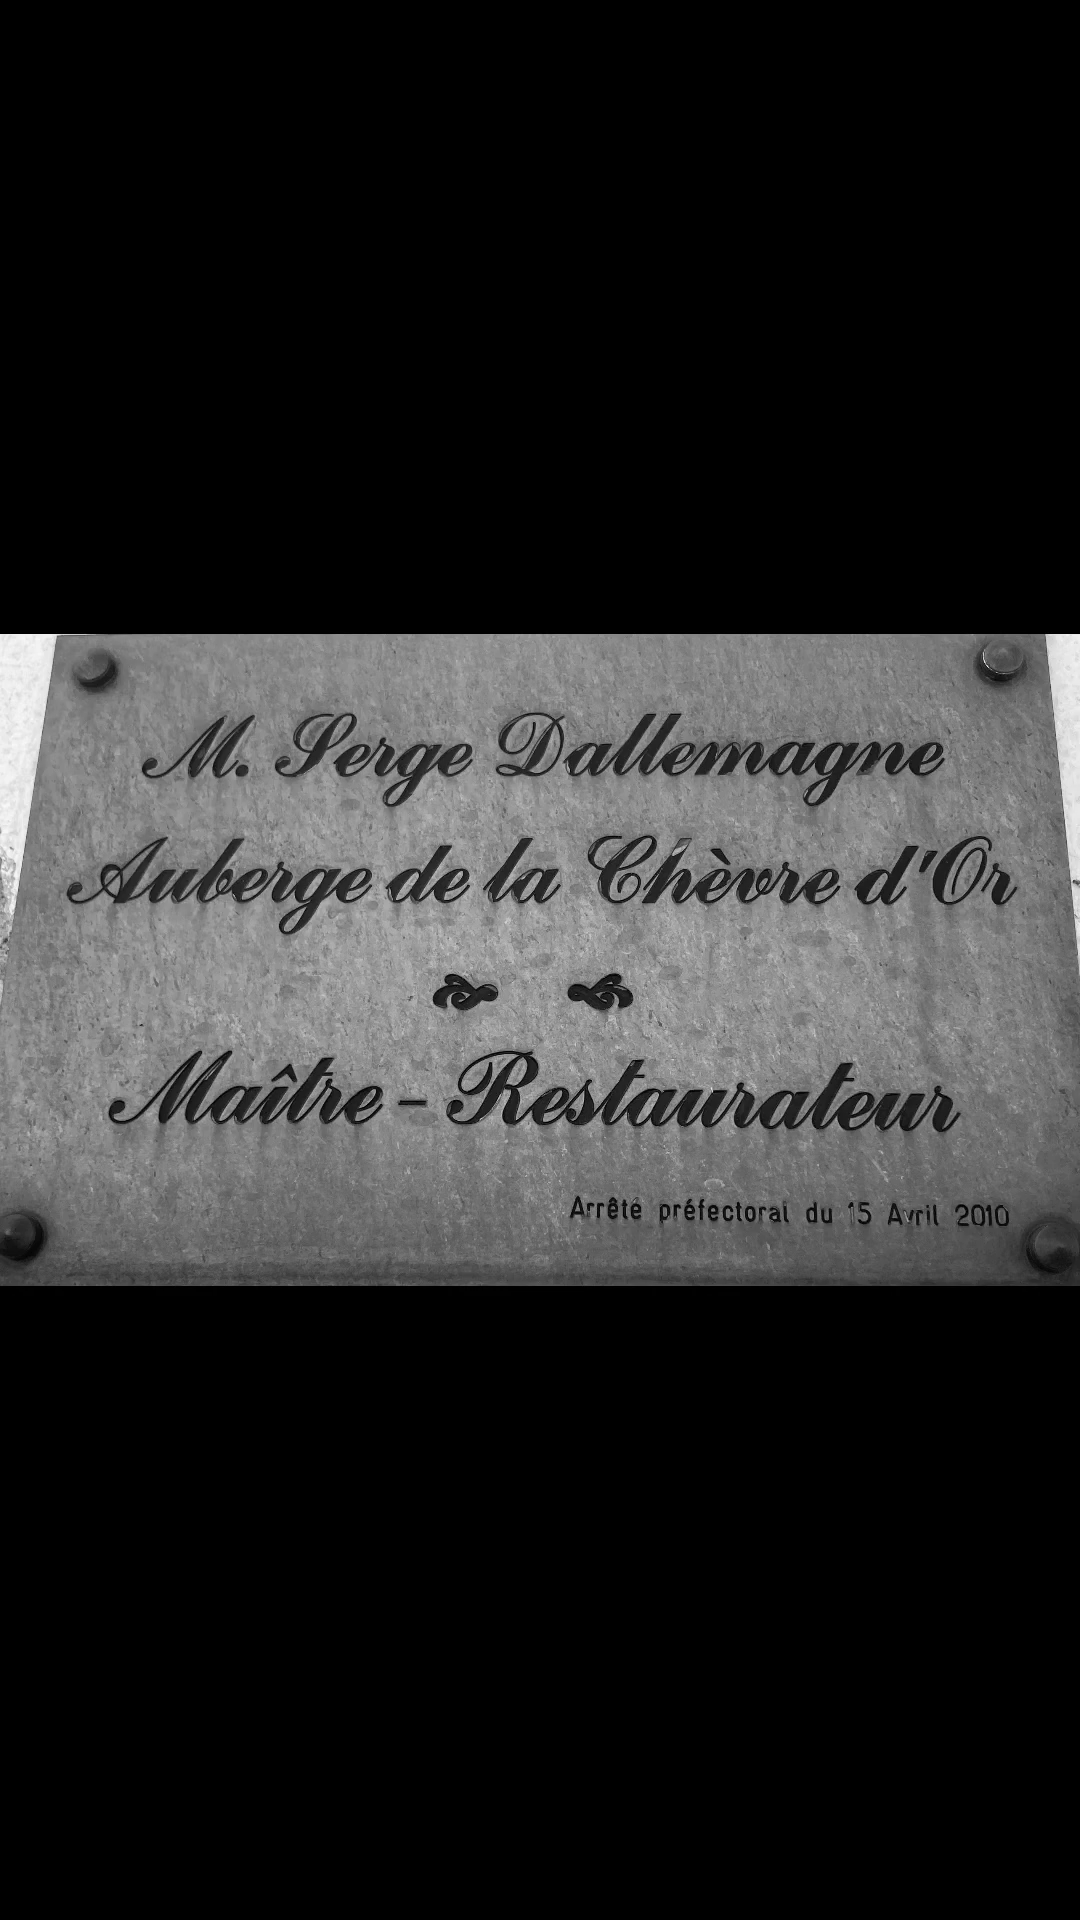 M. Serge Dallemagne
Auberge de la Chèvre d'Or
Maître - Restaurateur
Arrêté préfectoral du 15 Avril 2010